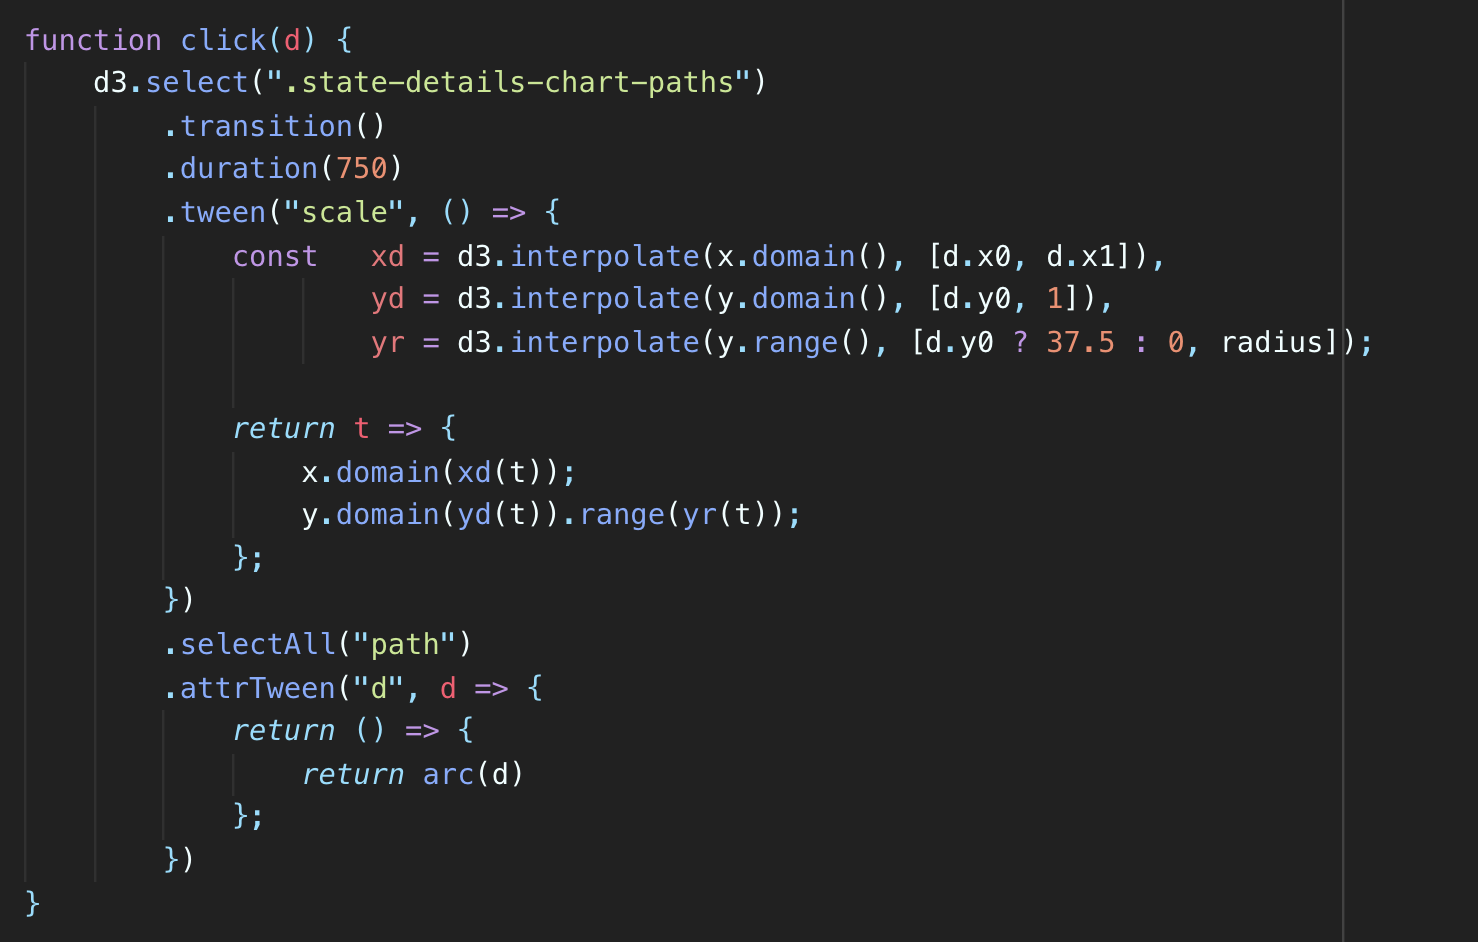 function click(d) {
    d3.select(".state-details-chart-paths")
        .transition()
        .duration(750)
        .tween("scale", () => {
            const   xd = d3.interpolate(x.domain(), [d.x0, d.x1]),
                    yd = d3.interpolate(y.domain(), [d.y0, 1]),
                    yr = d3.interpolate(y.range(), [d.y0 ? 37.5 : 0, radius]);

            return t => {
                x.domain(xd(t));
                y.domain(yd(t)).range(yr(t));
            };
        })
        .selectAll("path")
        .attrTween("d", d => {
            return () => {
                return arc(d)
            };
        })
}